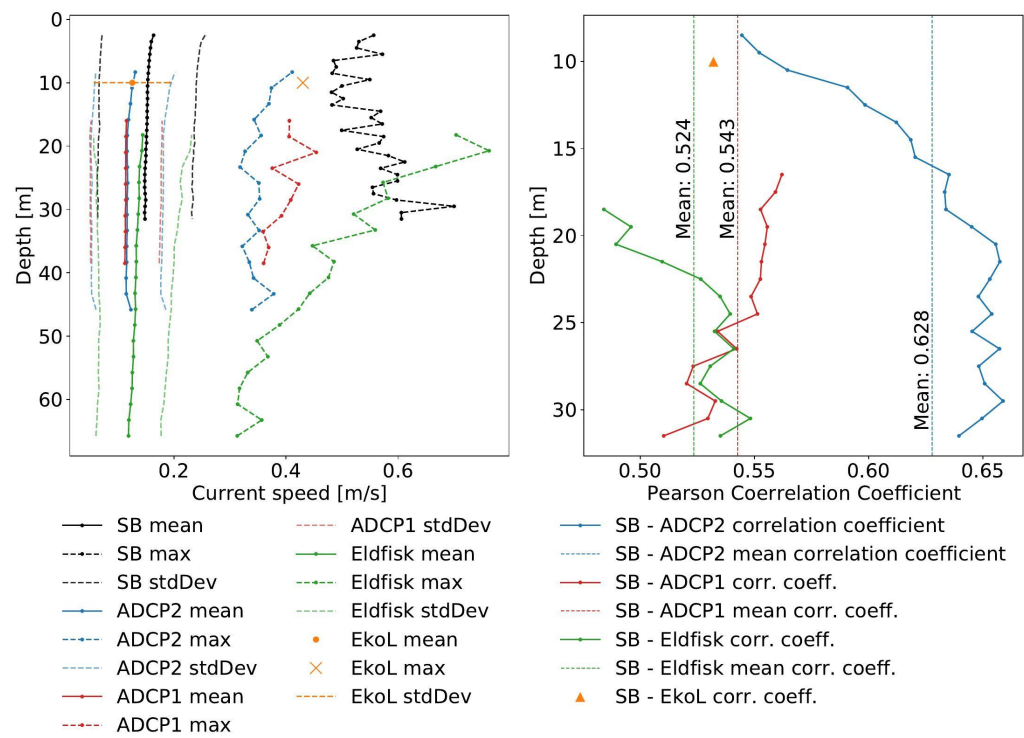 0
10
20
30
40
50
60
Depth [m]
0.2
0.4
0.6
Current speed [m/s]
10
15
20
25
30
Depth [m]
Mean: 0.524
Mean: 0.543
Mean: 0.628
0.50
0.55
0.60
0.65
Pearson Coerrelation Coefficient
SB mean
SB max
SB stdDev
ADCP2 mean
ADCP2 max
ADCP2 stdDev
ADCP1 mean
ADCP1 max
ADCP1 stdDev
Eldfisk mean
Eldfisk max
Eldfisk stdDev
EkoL mean
EkoL max
EkoL stdDev
SB - ADCP2 correlation coefficient
SB - ADCP2 mean correlation coefficient
SB - ADCP1 corr. coeff.
SB - ADCP1 mean corr. coeff.
SB - Eldfisk corr. coeff.
SB - Eldfisk mean corr. coeff.
SB - EkoL corr. coeff.